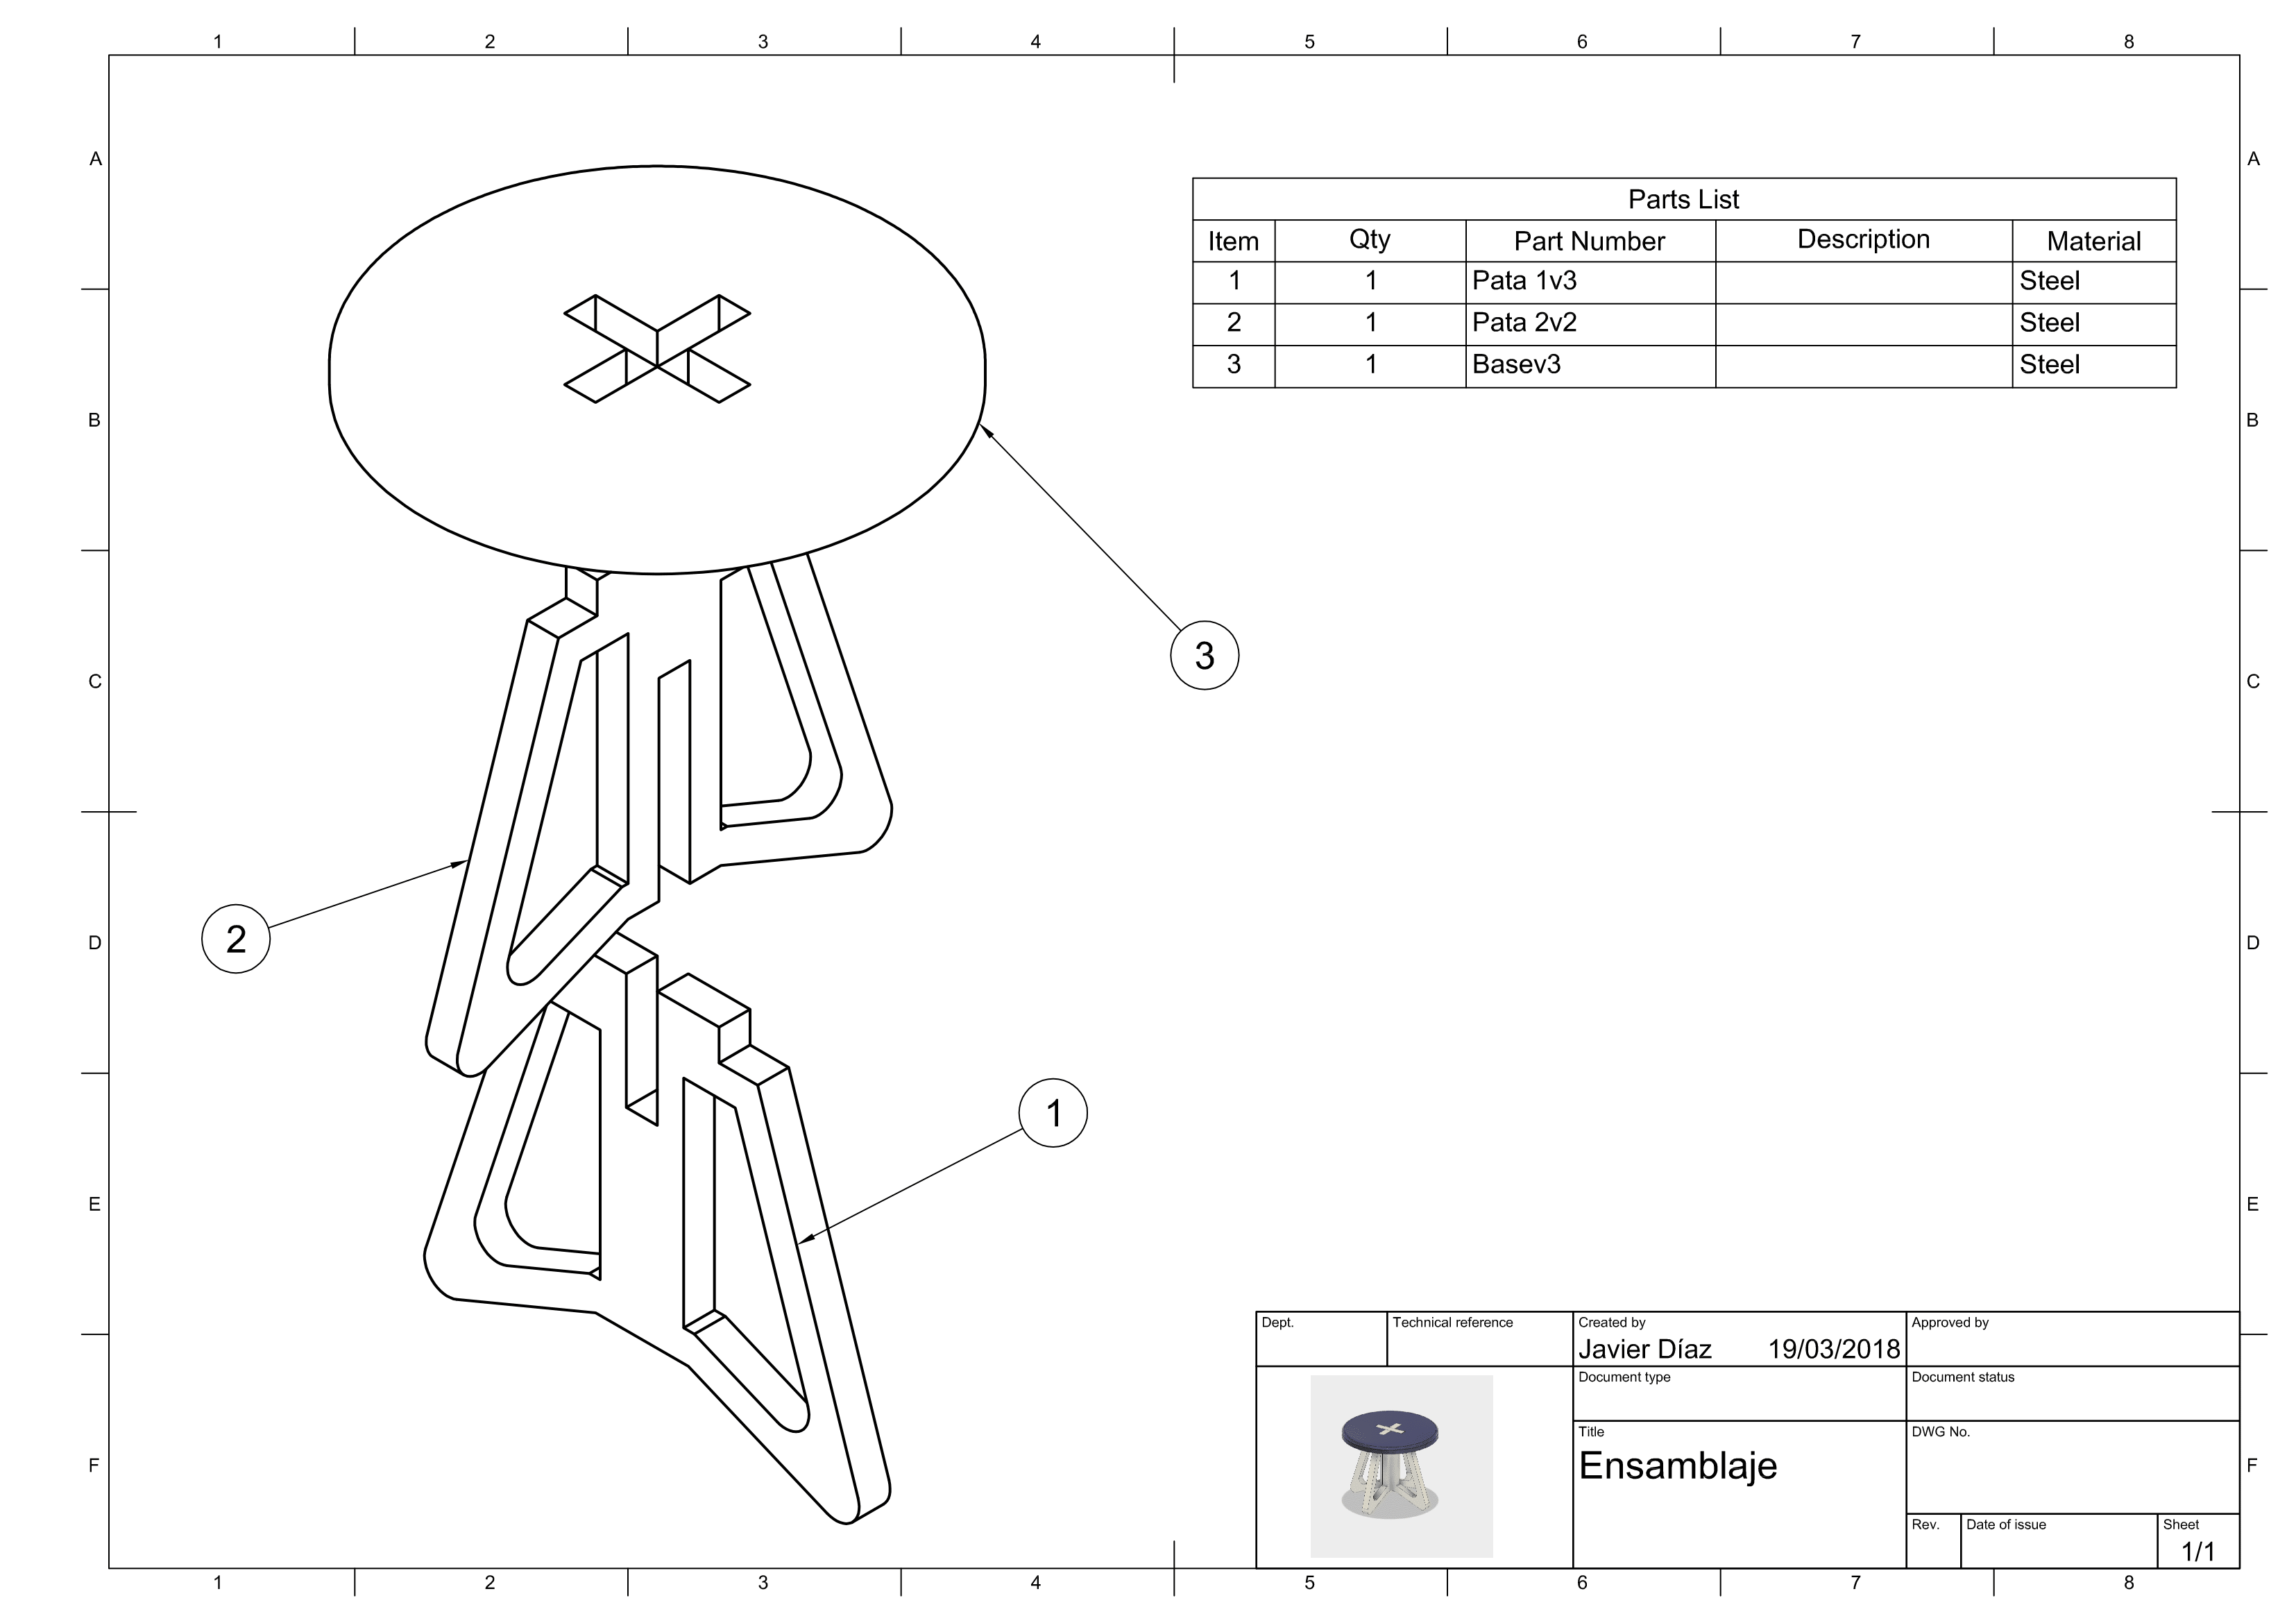 1 2 3 4 5 6 7 8
A A
Parts List
Item Qty Part Number Description Material
1 1 Pata 1v3 Steel
2 1 Pata 2v2 Steel
3 1 Basev3 Steel
B B
3
C C
2
D D
1
E E
Dept. Technical reference Created by Approved by
Javier Díaz 19/03/2018
Document type Document status
Title DWG No.
Ensamblaje
F F
Rev. Date of issue Sheet
1/1
1 2 3 4 5 6 7 8